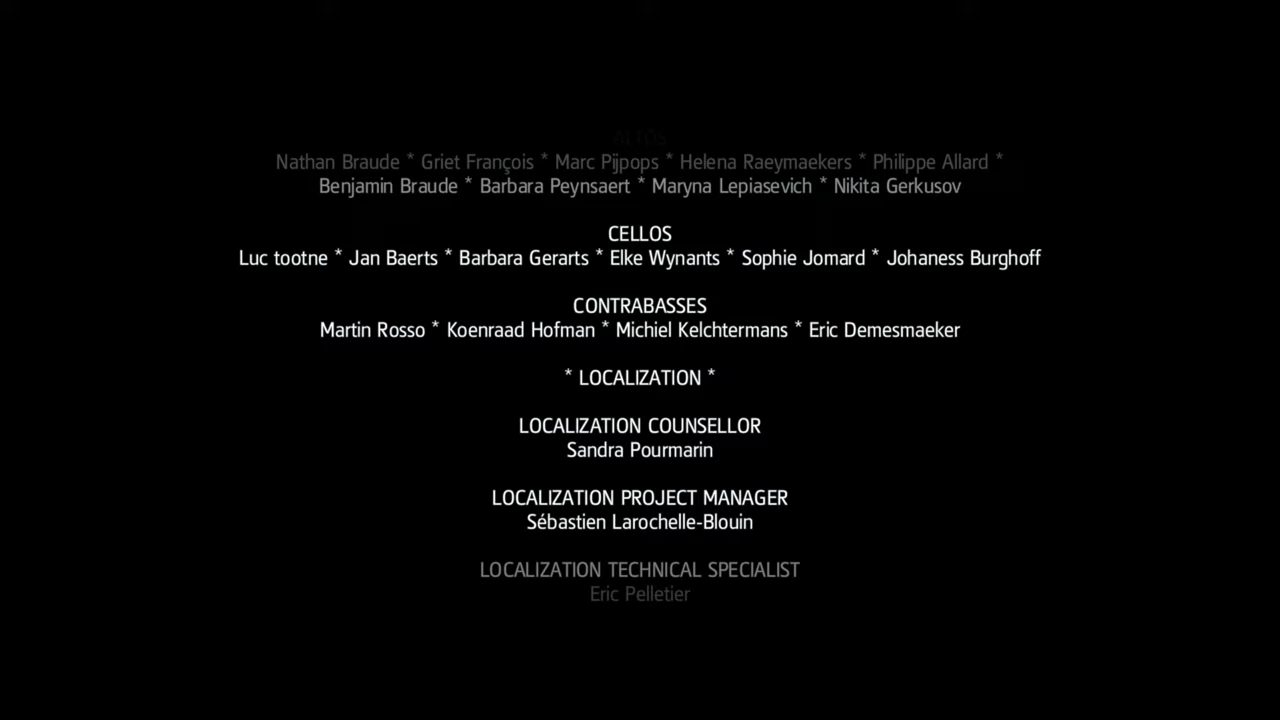 ALTOS
Nathan Braude * Griet François * Marc Pijpops * Helena Raeymaekers * Philippe Allard *
Benjamin Braude * Barbara Peynsaert * Maryna Lepiasevich * Nikita Gerkusov
CELLOS
Luc tootne * Jan Baerts * Barbara Gerarts * Elke Wynants * Sophie Jomard * Johaness Burghoff
CONTRABASSES
Martin Rosso * Koenraad Hofman * Michiel Kelchtermans * Eric Demesmaeker
* LOCALIZATION *
LOCALIZATION COUNSELLOR
Sandra Pourmarin
LOCALIZATION PROJECT MANAGER
Sébastien Larochelle-Blouin
LOCALIZATION TECHNICAL SPECIALIST
Eric Pelletier